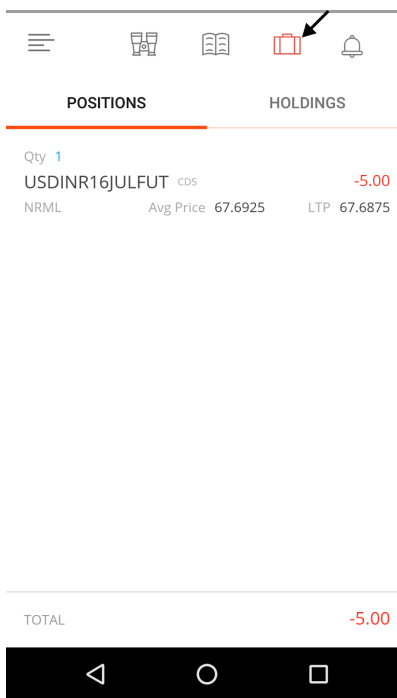 POSITIONS HOLDINGS
Qty 1
USDINR16JULFUT CDS -5.00
NRML Avg Price 67.6925 LTP 67.6875
TOTAL -5.00